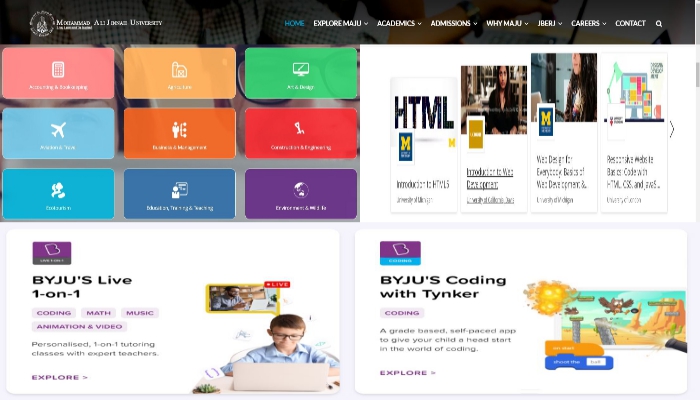 MOHAMMAD ALI JINNAH UNIVERSITY
HOME EXPLORE MAJU ACADEMICS ADMISSIONS WHY MAJU JBERJ CAREERS CONTACT
Accounting & Bookkeeping
Agriculture
Art & Design
Aviation & Travel
Business & Management
Construction & Engineering
Ecotourism
Education, Training & Teaching
Environment & Wildlife
HTML
Introduction to HTML5
University of Michigan
Introduction to Web
Development
University of California, Davis
Web Design for
Everybody: Basics of
Web Development &...
University of Michigan
Responsive Website
Basics: Code with
HTML, CSS, and JavaS...
University of London
BYJU'S Live
1-on-1
CODING MATH MUSIC
ANIMATION & VIDEO
Personalised, 1-on-1 tutoring
classes with expert teachers.
EXPLORE >
LIVE
BYJU'S Coding
with Tynker
CODING
A grade based, self-paced app
to give your child a head start
in the world of coding.
EXPLORE >